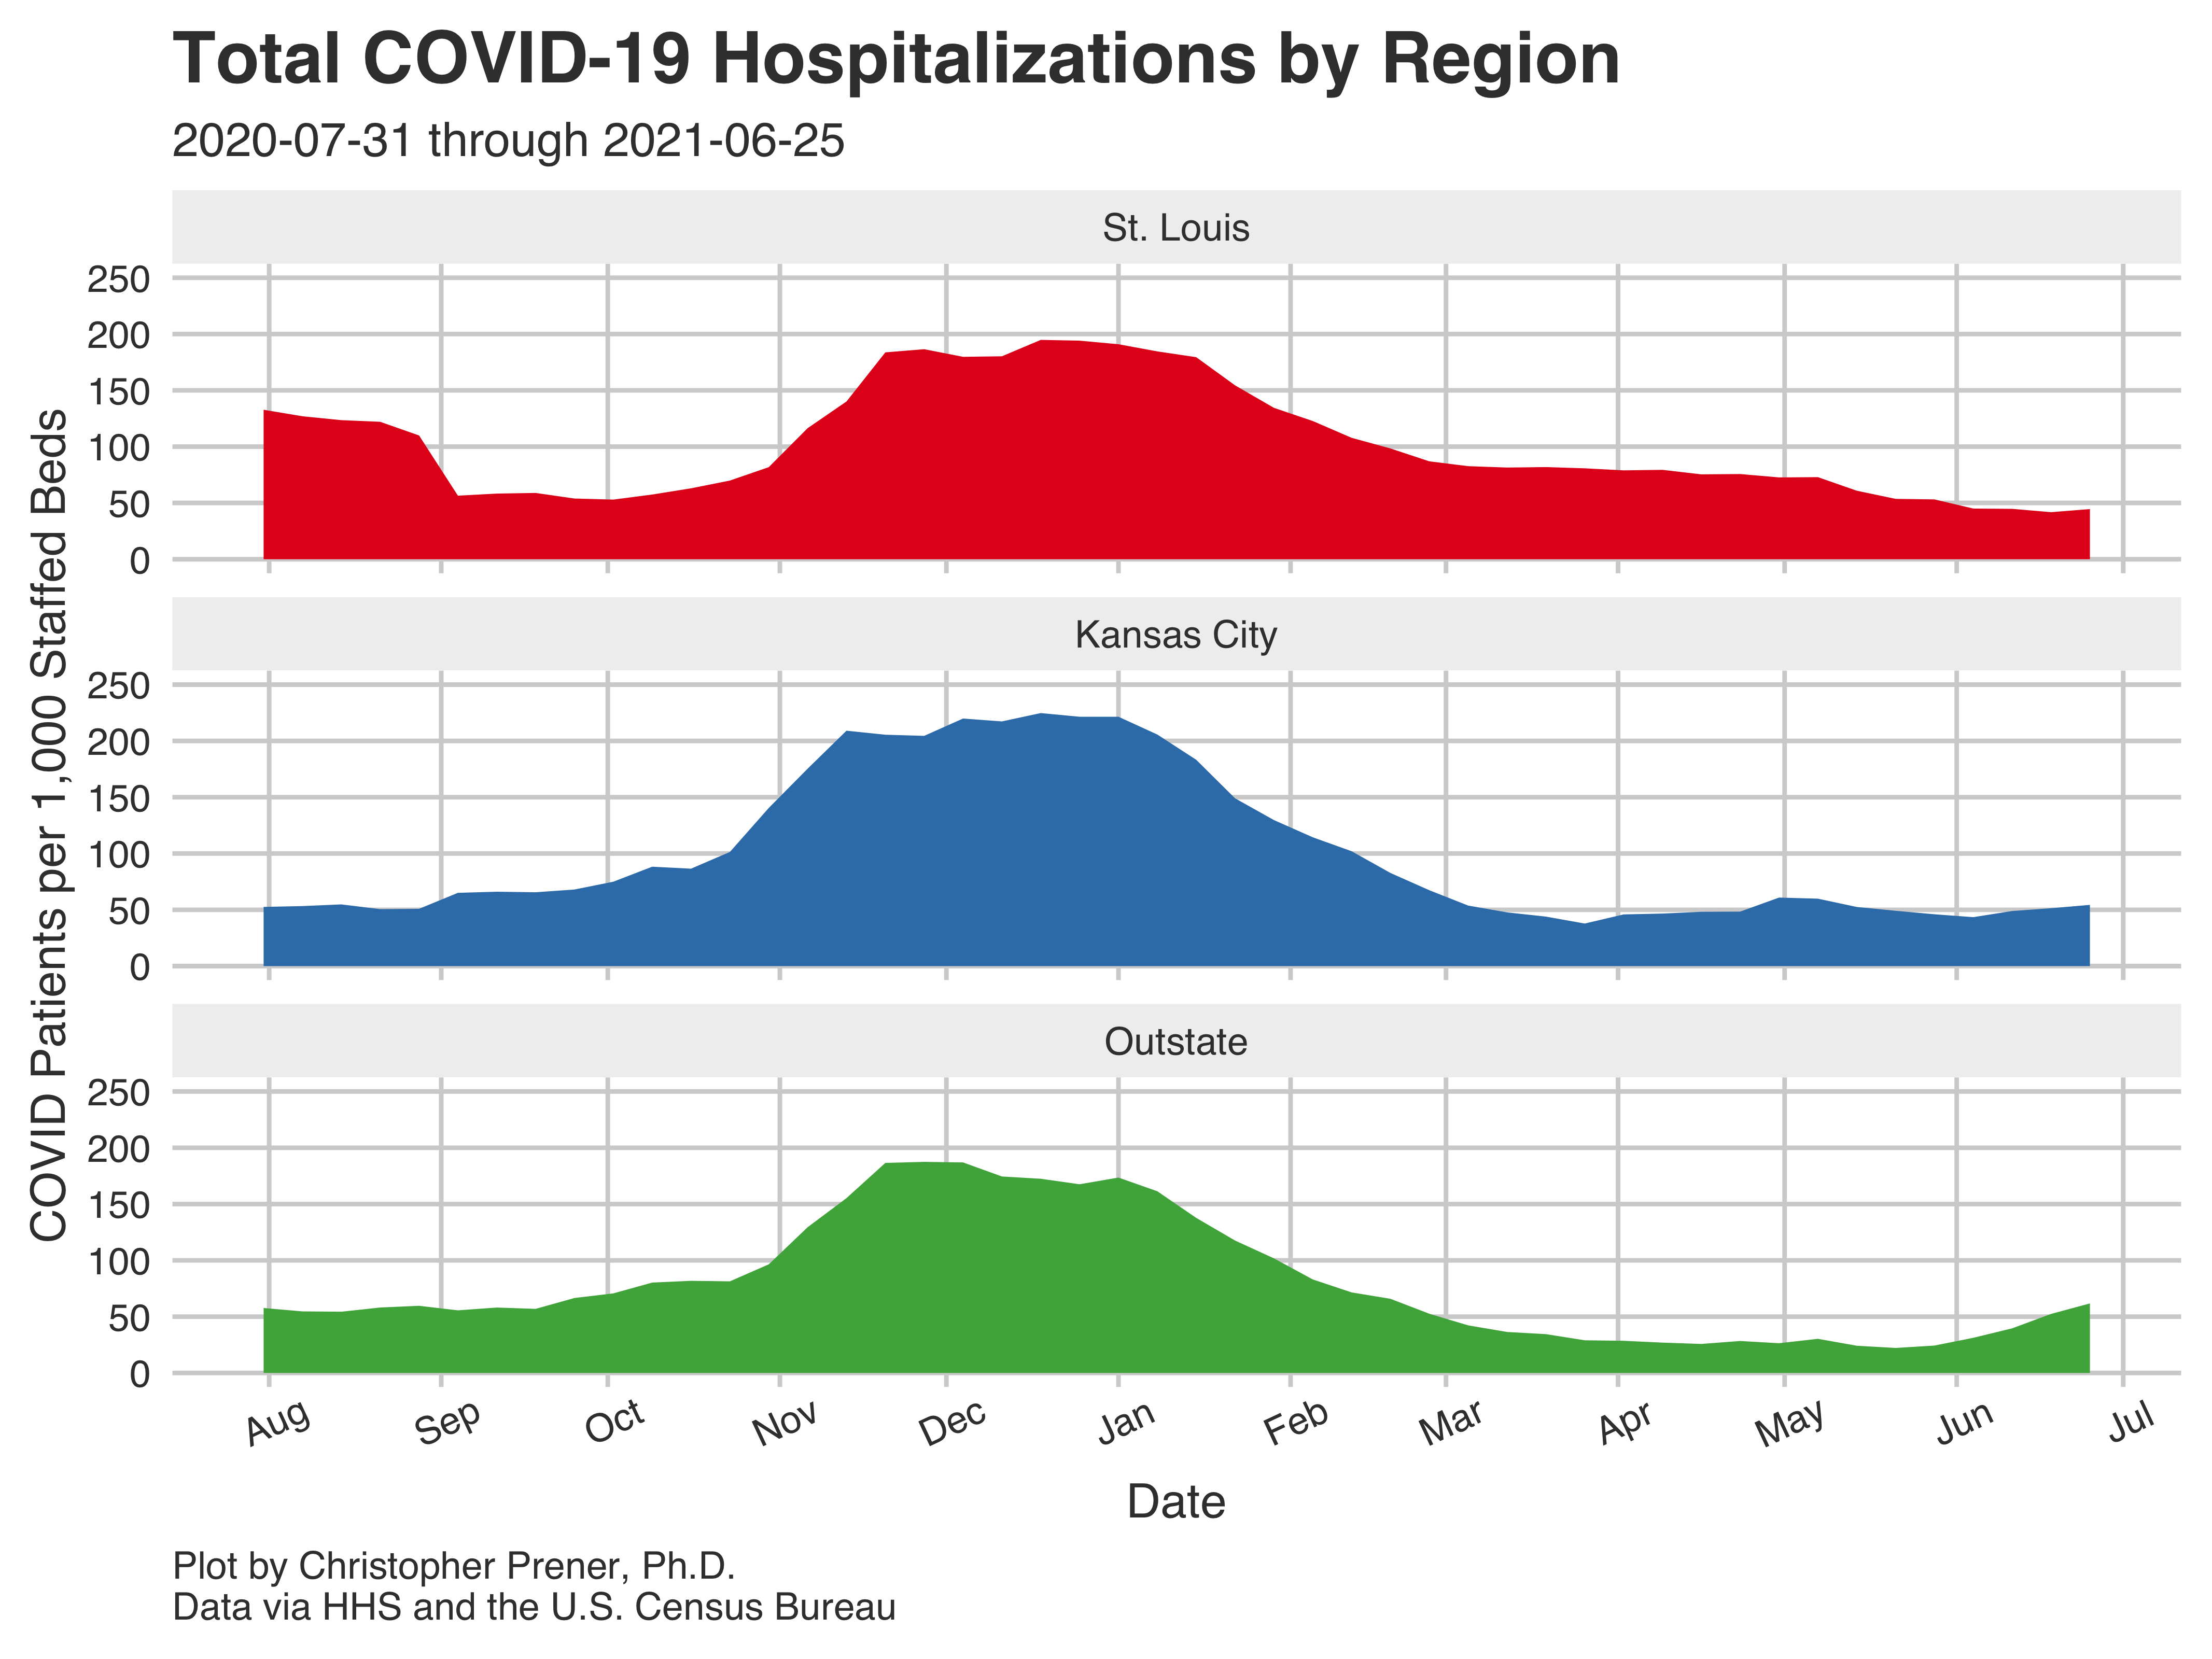 Total COVID-19 Hospitalizations by Region
2020-07-31 through 2021-06-25
St. Louis
250
200
150
100
50
0
Kansas City
250
200
150
100
50
0
Outstate
250
200
150
100
50
0
COVID Patients per 1,000 Staffed Beds
Aug Sep Oct Nov Dec Jan Feb Mar Apr May Jun Jul
Date
Plot by Christopher Prener, Ph.D.
Data via HHS and the U.S. Census Bureau